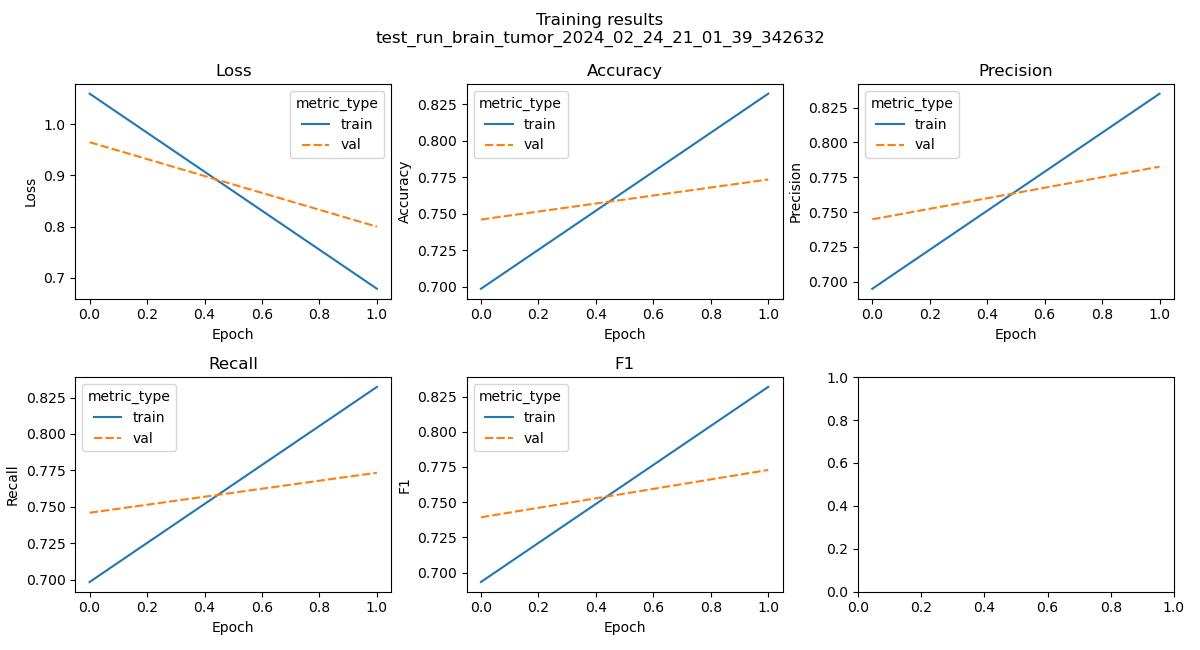 Training results
test_run_brain_tumor_2024_02_24_21_01_39_342632
Loss
Loss
1.0
0.9
0.8
0.7
metric_type
train
val
0.0 0.2 0.4 0.6 0.8 1.0
Epoch
Accuracy
Accuracy
0.825
0.800
0.775
0.750
0.725
0.700
metric_type
train
val
0.0 0.2 0.4 0.6 0.8 1.0
Epoch
Precision
Precision
0.825
0.800
0.775
0.750
0.725
0.700
metric_type
train
val
0.0 0.2 0.4 0.6 0.8 1.0
Epoch
Recall
Recall
0.825
0.800
0.775
0.750
0.725
0.700
metric_type
train
val
0.0 0.2 0.4 0.6 0.8 1.0
Epoch
F1
F1
0.825
0.800
0.775
0.750
0.725
0.700
metric_type
train
val
0.0 0.2 0.4 0.6 0.8 1.0
Epoch
1.0
0.8
0.6
0.4
0.2
0.0
0.0 0.2 0.4 0.6 0.8 1.0